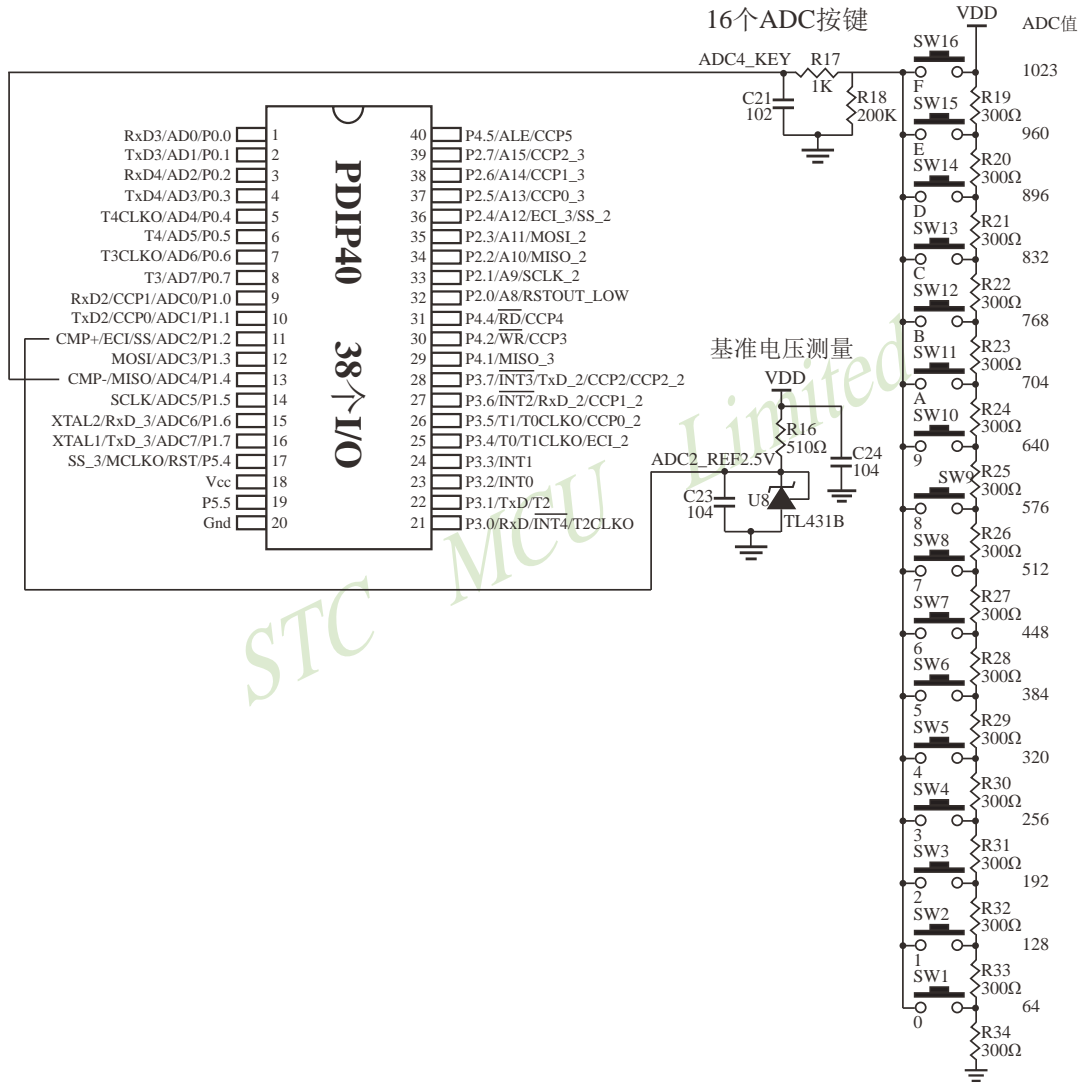 16个ADC按键
VDD
ADC值
ADC4_KEY
R17
1K
C21
102
R18
200K
SW16
F
1023
R19
300Ω
SW15
E
960
R20
300Ω
SW14
D
896
R21
300Ω
SW13
C
832
R22
300Ω
SW12
B
768
R23
300Ω
SW11
A
704
R24
300Ω
SW10
9
640
R25
300Ω
SW9
8
576
R26
300Ω
SW8
7
512
R27
300Ω
SW7
6
448
R28
300Ω
SW6
5
384
R29
300Ω
SW5
4
320
R30
300Ω
SW4
3
256
R31
300Ω
SW3
2
192
R32
300Ω
SW2
1
128
R33
300Ω
SW1
0
64
R34
300Ω
PDIP40 38个I/O
RxD3/AD0/P0.0 1
TxD3/AD1/P0.1 2
RxD4/AD2/P0.2 3
TxD4/AD3/P0.3 4
T4CLKO/AD4/P0.4 5
T4/AD5/P0.5 6
T3CLKO/AD6/P0.6 7
T3/AD7/P0.7 8
RxD2/CCP1/ADC0/P1.0 9
TxD2/CCP0/ADC1/P1.1 10
CMP+/ECI/SS/ADC2/P1.2 11
MOSI/ADC3/P1.3 12
CMP-/MISO/ADC4/P1.4 13
SCLK/ADC5/P1.5 14
XTAL2/RxD_3/ADC6/P1.6 15
XTAL1/TxD_3/ADC7/P1.7 16
SS_3/MCLKO/RST/P5.4 17
Vcc 18
P5.5 19
Gnd 20
40 P4.5/ALE/CCP5
39 P2.7/A15/CCP2_3
38 P2.6/A14/CCP1_3
37 P2.5/A13/CCP0_3
36 P2.4/A12/ECI_3/SS_2
35 P2.3/A11/MOSI_2
34 P2.2/A10/MISO_2
33 P2.1/A9/SCLK_2
32 P2.0/A8/RSTOUT_LOW
31 P4.4/RD/CCP4
30 P4.2/WR/CCP3
29 P4.1/MISO_3
28 P3.7/INT3/TxD_2/CCP2/CCP2_2
27 P3.6/INT2/RxD_2/CCP1_2
26 P3.5/T1/T0CLKO/CCP0_2
25 P3.4/T0/T1CLKO/ECI_2
24 P3.3/INT1
23 P3.2/INT0
22 P3.1/TxD/T2
21 P3.0/RxD/INT4/T2CLKO
基准电压测量
VDD
R16
510Ω
ADC2_REF2.5V
C24
104
C23
104
U8
TL431B
STC MCU Limited